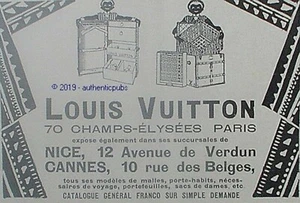 © 2019 - authenticpubs
LOUIS VUITTON
70 CHAMPS-ÉLYSÉES PARIS
expose également dans ses succursales de
NICE, 12 Avenue de Verdun
CANNES, 10 rue des Belges,
tous ses modèles de malles, porte-habits, néces-
saires de voyage, portefeuilles, sacs de dames, etc
CATALOGUE GÉNÉRAL FRANCO SUR SIMPLE DEMANDE